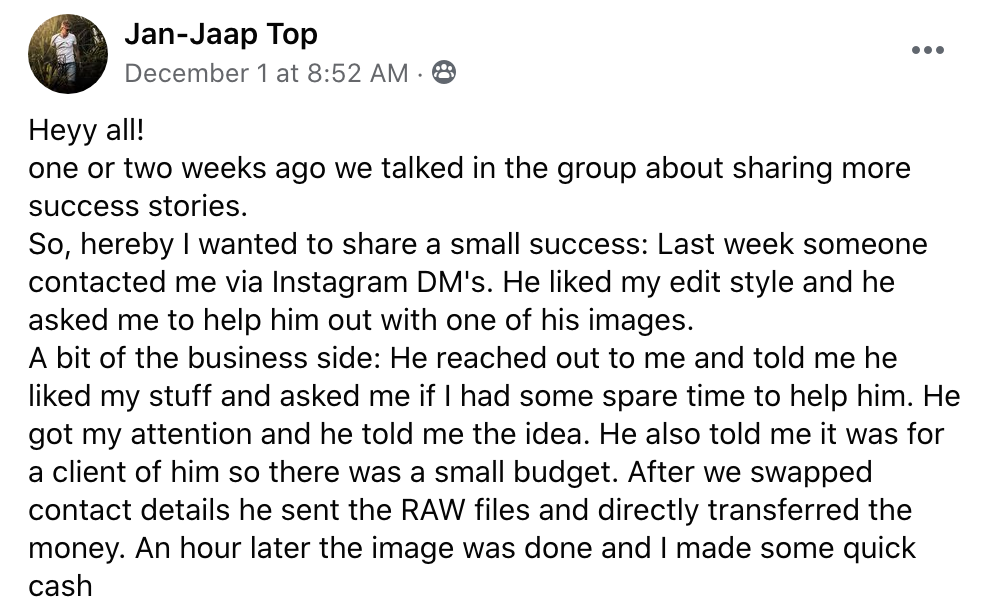 Jan-Jaap Top
December 1 at 8:52 AM ·
Heyy all!
one or two weeks ago we talked in the group about sharing more
success stories.
So, hereby I wanted to share a small success: Last week someone
contacted me via Instagram DM's. He liked my edit style and he
asked me to help him out with one of his images.
A bit of the business side: He reached out to me and told me he
liked my stuff and asked me if I had some spare time to help him. He
got my attention and he told me the idea. He also told me it was for
a client of him so there was a small budget. After we swapped
contact details he sent the RAW files and directly transferred the
money. An hour later the image was done and I made some quick
cash